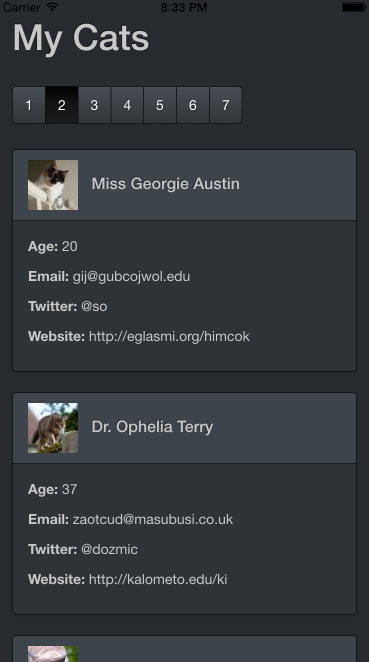 Carrier 8:33 PM
My Cats
1 2 3 4 5 6 7
Miss Georgie Austin
Age: 20
Email: gij@gubcojwol.edu
Twitter: @so
Website: http://eglasmi.org/himcok
Dr. Ophelia Terry
Age: 37
Email: zaotcud@masubusi.co.uk
Twitter: @dozmic
Website: http://kalometo.edu/ki